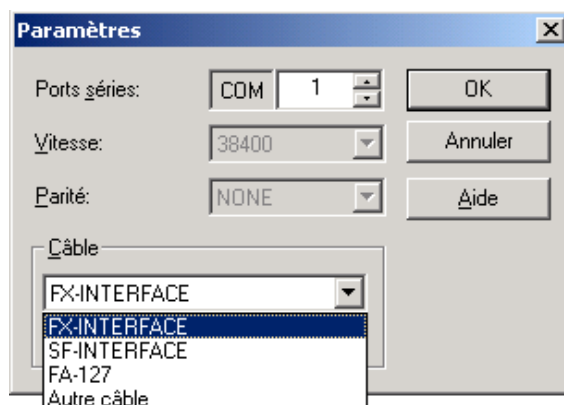 Paramètres
Ports séries: COM 1 OK
Vitesse: 38400 Annuler
Parité: NONE Aide
Câble
FX-INTERFACE
FX-INTERFACE
SF-INTERFACE
FA-127
Autre câble